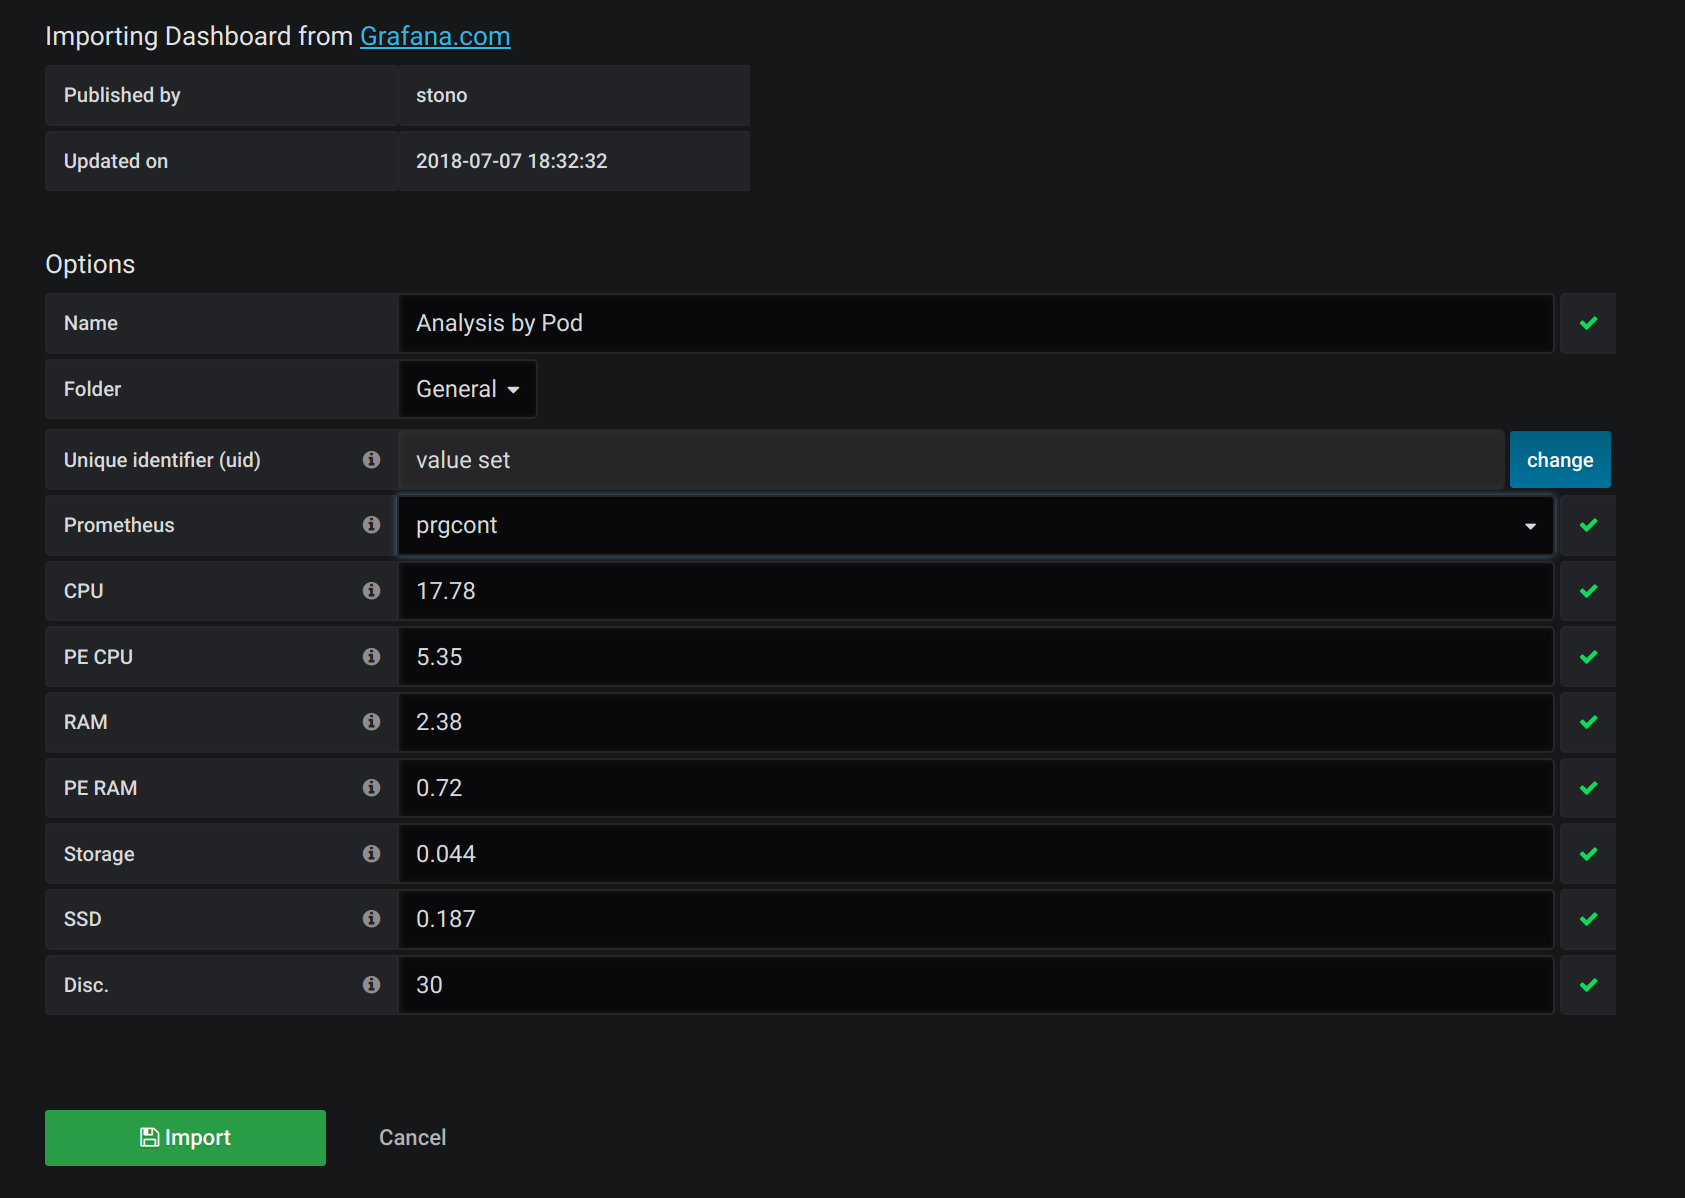 Importing Dashboard from Grafana.com
Published by stono
Updated on 2018-07-07 18:32:32
Options
Name Analysis by Pod
Folder General
Unique identifier (uid) value set change
Prometheus prgcont
CPU 17.78
PE CPU 5.35
RAM 2.38
PE RAM 0.72
Storage 0.044
SSD 0.187
Disc. 30
Import Cancel